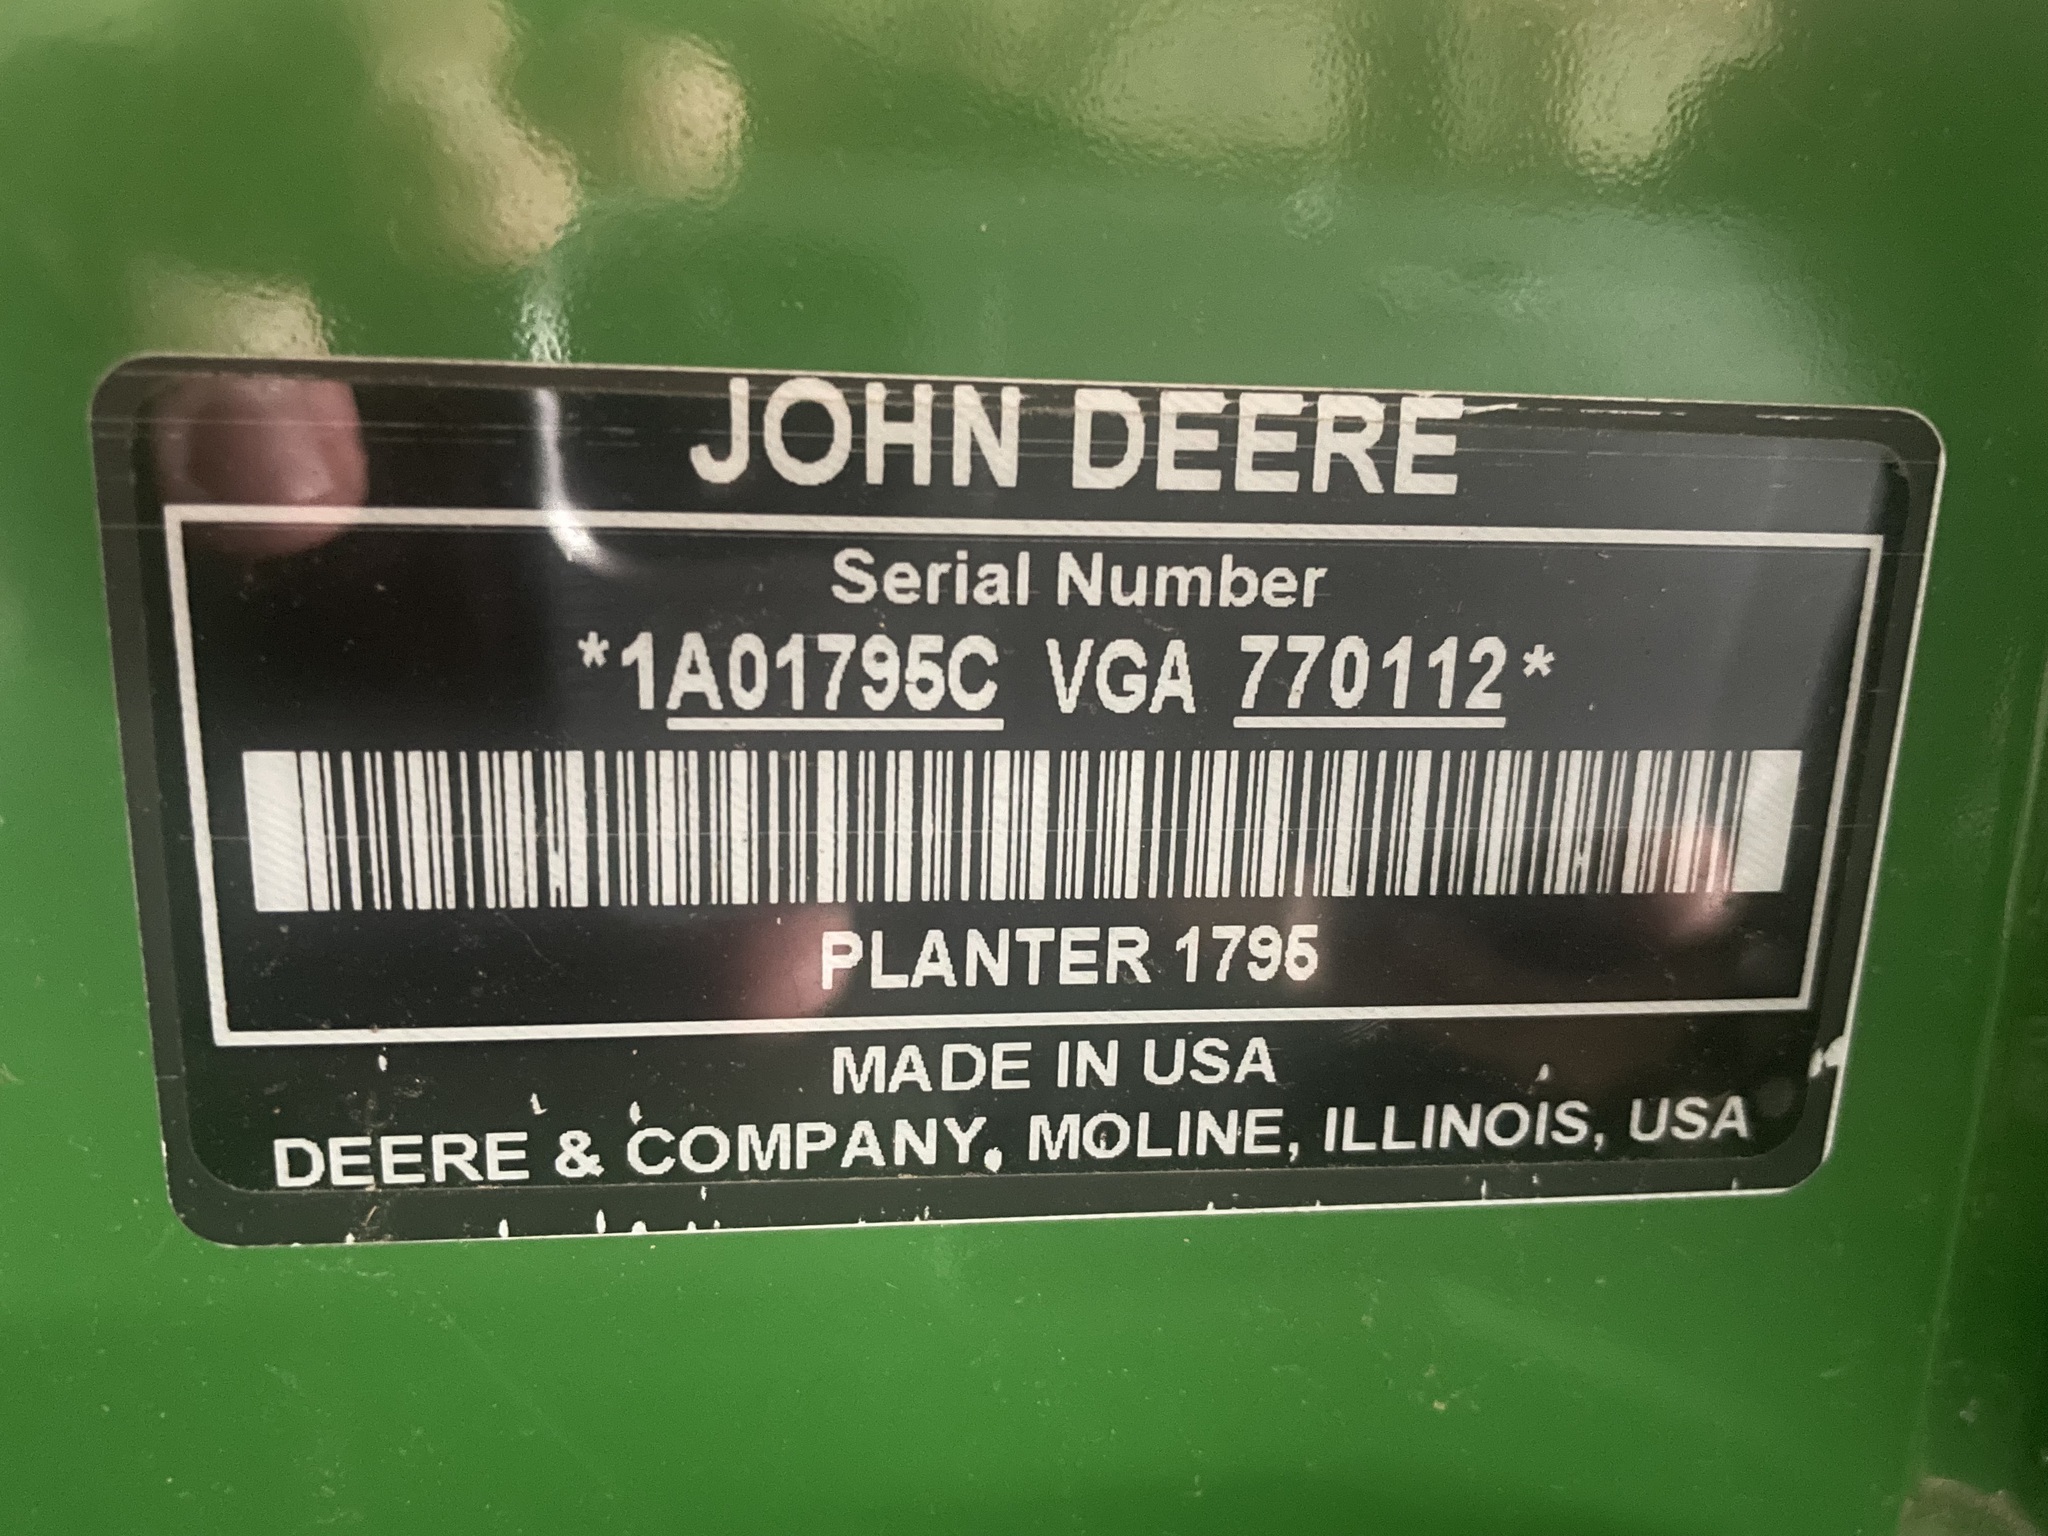 JOHN DEERE
Serial Number
*1A01795C VGA 770112*
PLANTER 1795
MADE IN USA
DEERE & COMPANY, MOLINE, ILLINOIS, USA